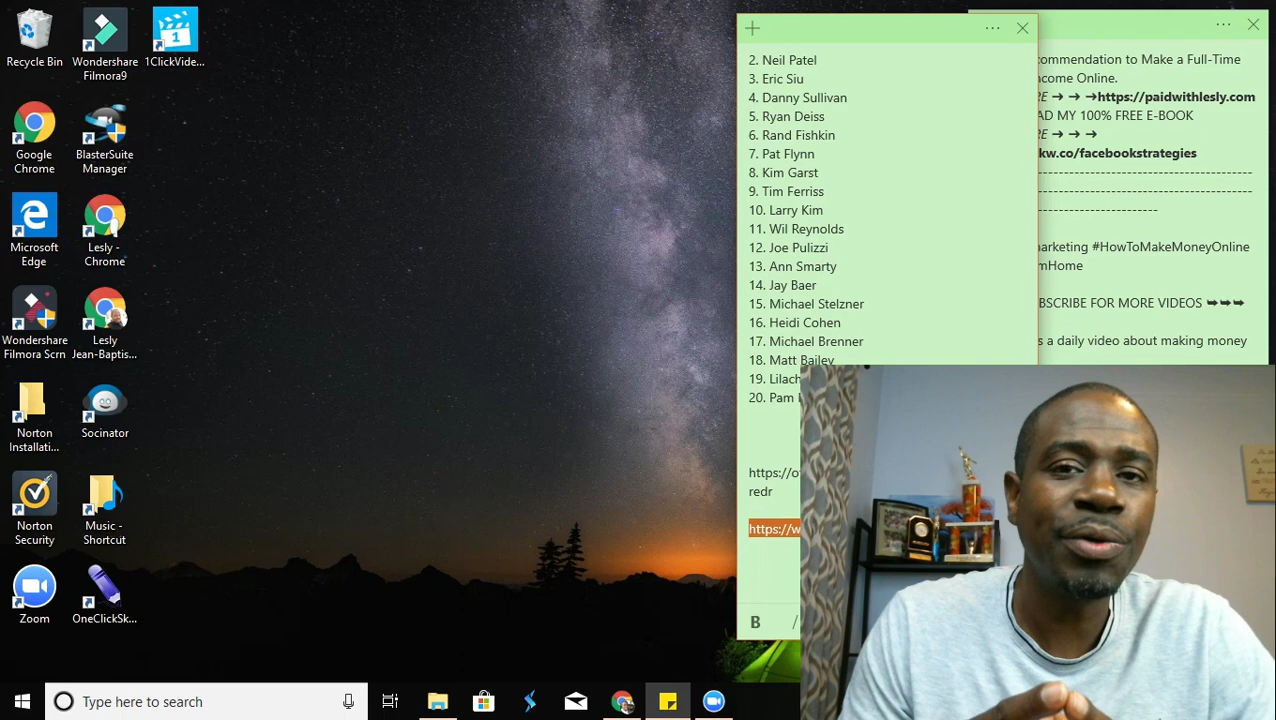 Recycle Bin
Wondershare
Filmora9
1ClickVide...
Google
Chrome
BlasterSuite
Manager
Microsoft
Edge
Lesly -
Chrome
Wondershare
Filmora Scrn
Lesly
Jean-Baptis...
Norton
Installati...
Socinator
Norton
Security
Music -
Shortcut
Zoom
OneClickSk...
2. Neil Patel
3. Eric Siu
4. Danny Sullivan
5. Ryan Deiss
6. Rand Fishkin
7. Pat Flynn
8. Kim Garst
9. Tim Ferriss
10. Larry Kim
11. Wil Reynolds
12. Joe Pulizzi
13. Ann Smarty
14. Jay Baer
15. Michael Stelzner
16. Heidi Cohen
17. Michael Brenner
18. Matt Bailey
19. Lilach
20. Pam
https://o
redr
https://w
B /
commendation to Make a Full-Time
ncome Online.
RE ➔ ➔ ➔https://paidwithlesly.com
AD MY 100% FREE E-BOOK
RE ➔ ➔ ➔
kw.co/facebookstrategies
------------------------------------------
------------------------------------------
-----------------------
arketing #HowToMakeMoneyOnline
mHome
BSCRIBE FOR MORE VIDEOS ➥➥➥
s a daily video about making money
Type here to search